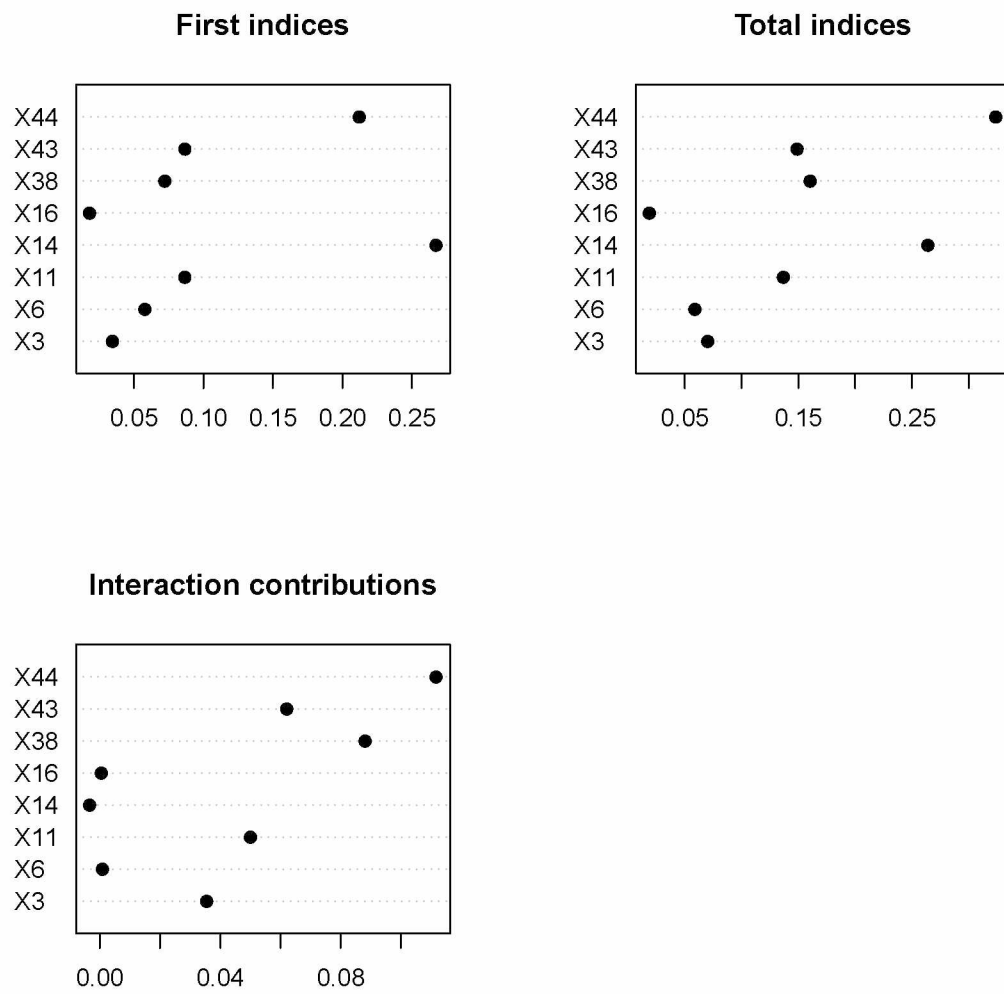 First indices
X44
X43
X38
X16
X14
X11
X6
X3
0.05 0.10 0.15 0.20 0.25
Total indices
X44
X43
X38
X16
X14
X11
X6
X3
0.05 0.15 0.25
Interaction contributions
X44
X43
X38
X16
X14
X11
X6
X3
0.00 0.04 0.08